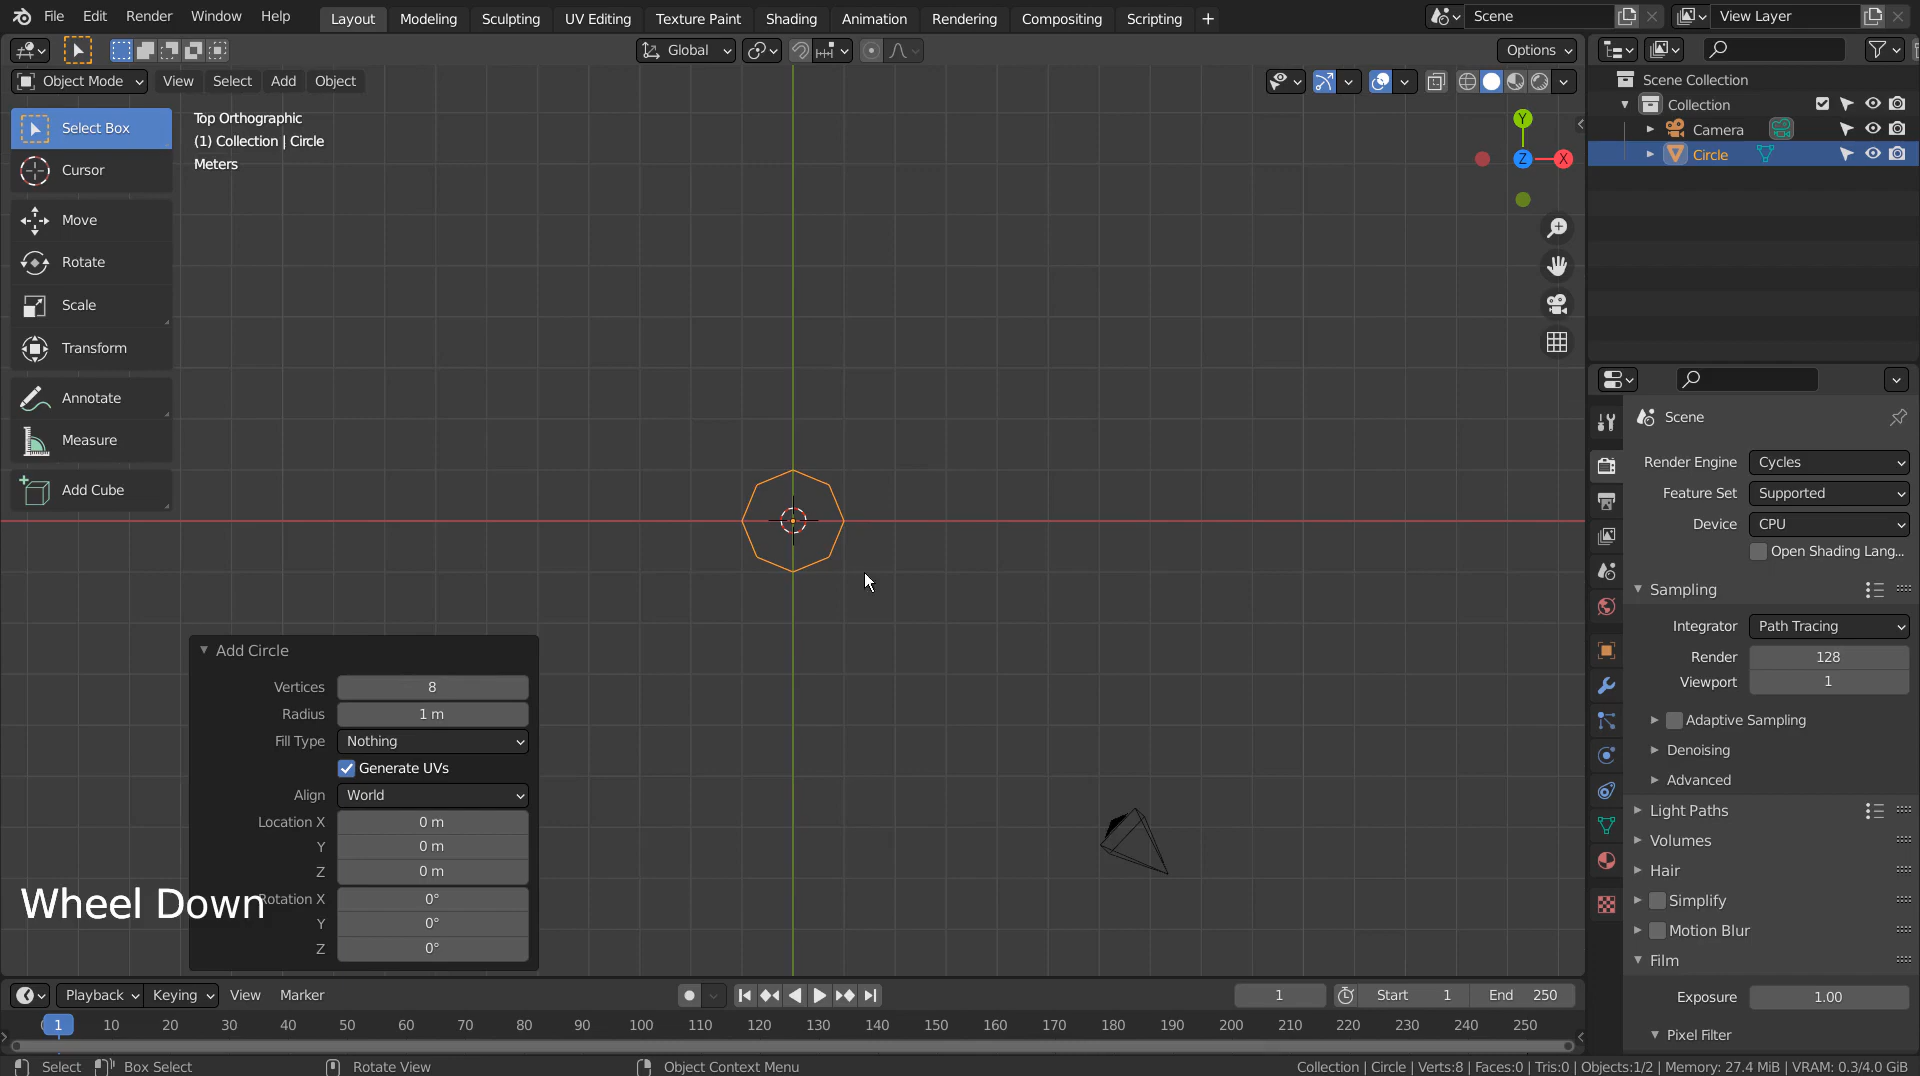 File Edit Render Window Help Layout Modeling Sculpting UV Editing Texture Paint Shading Animation Rendering Compositing Scripting + Scene View Layer
Global Options
Object Mode View Select Add Object
Scene Collection
Collection
Camera
Circle
Top Orthographic
(1) Collection | Circle
Meters
Y
Z
X
Select Box
Cursor
Move
Rotate
Scale
Transform
Annotate
Measure
Add Cube
Scene
Render Engine Cycles
Feature Set Supported
Device CPU
Open Shading Lang...
Sampling
Integrator Path Tracing
Render 128
Viewport 1
Adaptive Sampling
Denoising
Advanced
Light Paths
Volumes
Hair
Simplify
Motion Blur
Film
Exposure 1.00
Pixel Filter
Add Circle
Vertices 8
Radius 1 m
Fill Type Nothing
Generate UVs
Align World
Location X 0 m
Y 0 m
Z 0 m
Rotation X 0°
Y 0°
Z 0°
Wheel Down
Playback Keying View Marker 1 Start 1 End 250
1 10 20 30 40 50 60 70 80 90 100 110 120 130 140 150 160 170 180 190 200 210 220 230 240 250
Select Box Select Rotate View Object Context Menu Collection | Circle | Verts:8 | Faces:0 | Tris:0 | Objects:1/2 | Memory: 27.4 MiB | VRAM: 0.3/4.0 GiB